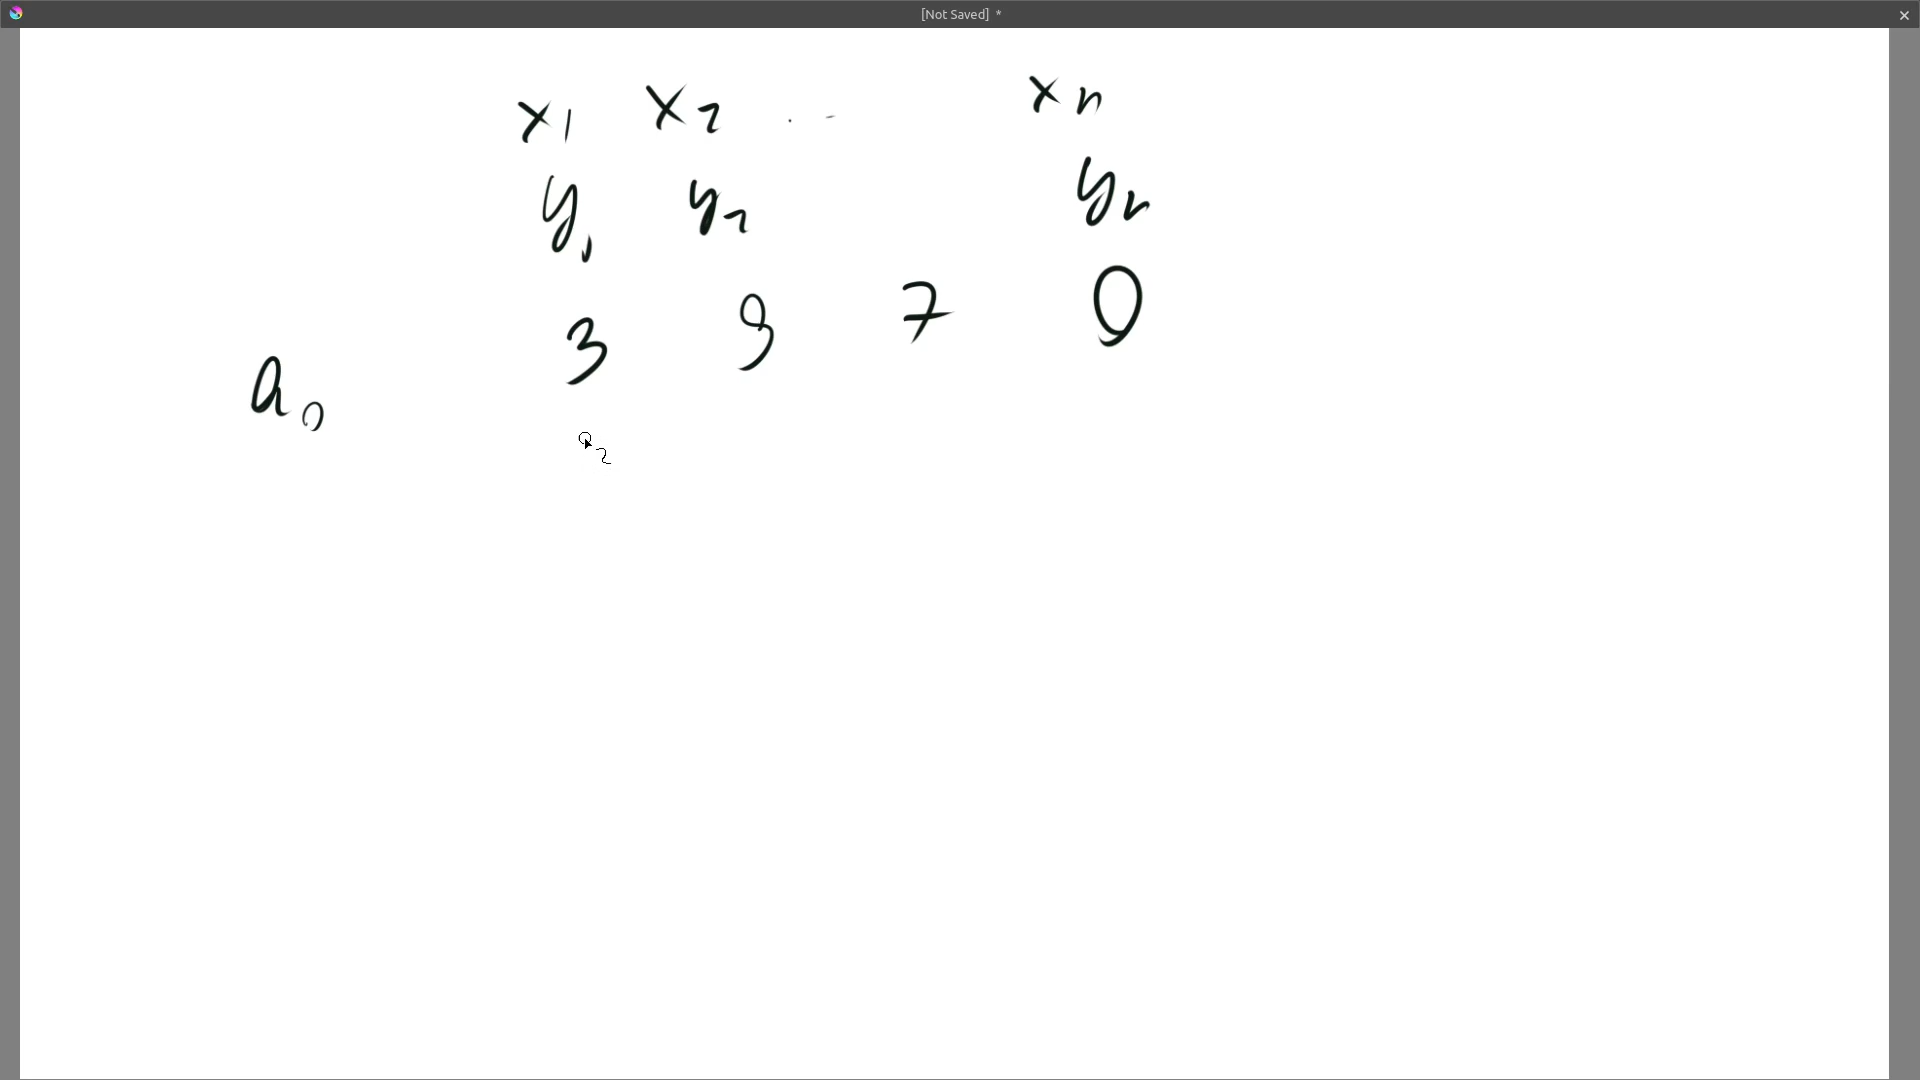 [Not Saved] *
x1 x2 . - xn
y1 y2 yn
3 9 7 0
a0